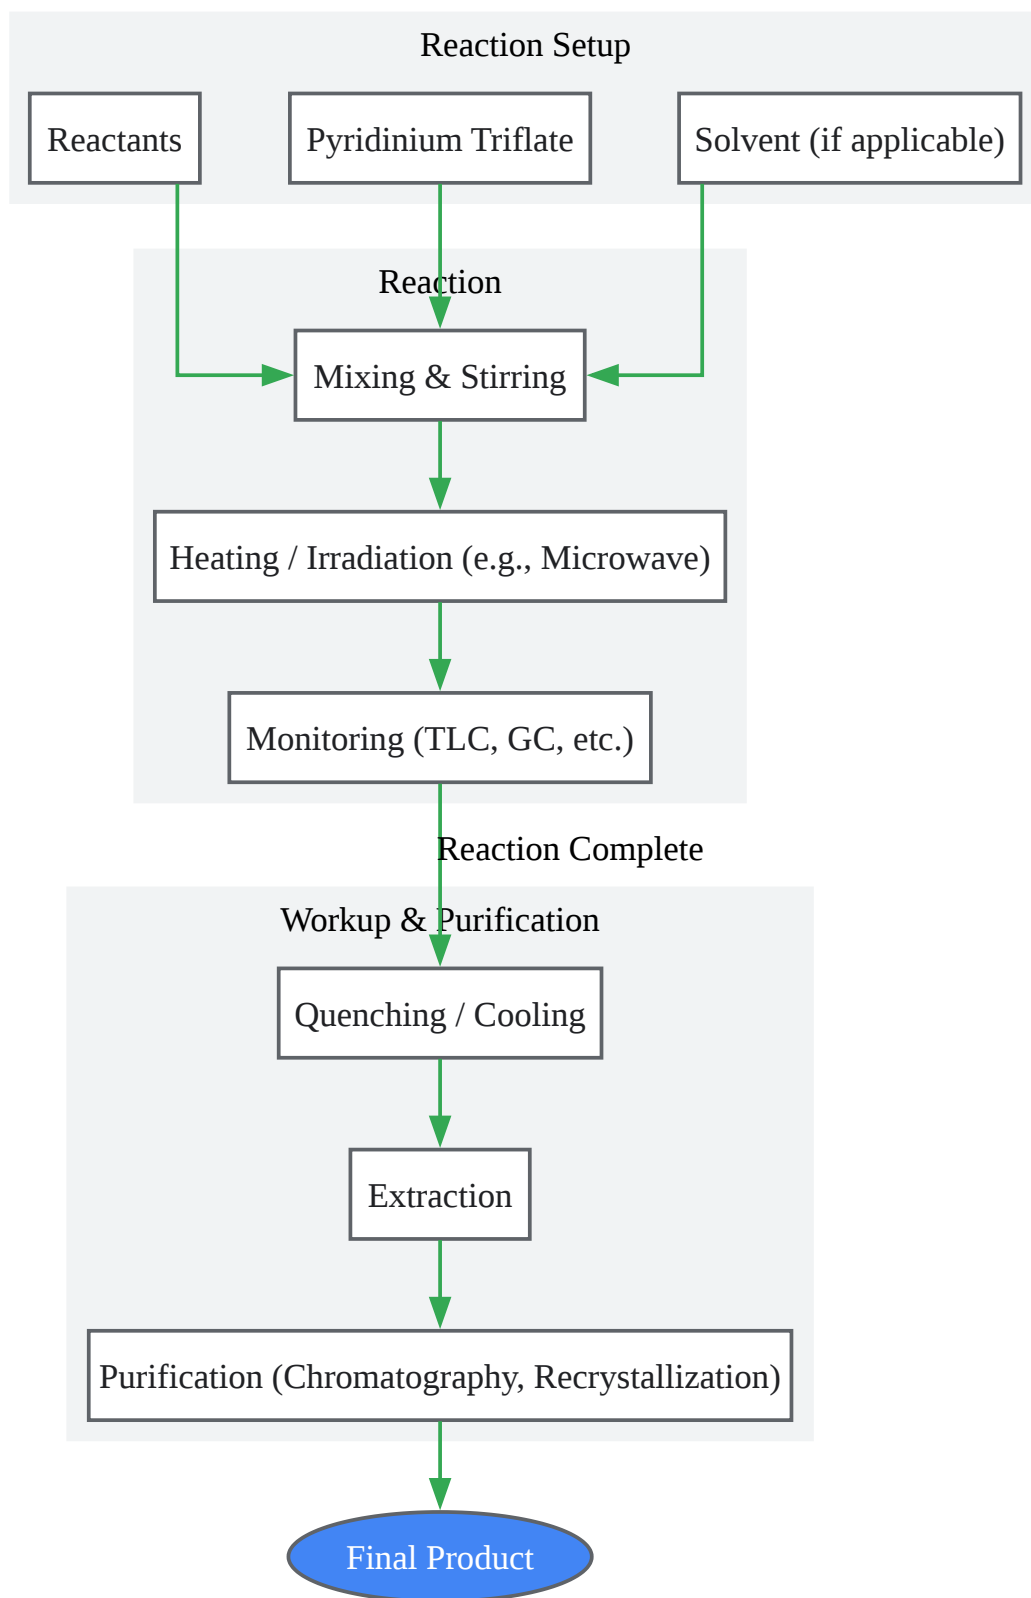 Reaction Setup
Reactants
Pyridinium Triflate
Solvent (if applicable)
Reaction
Mixing & Stirring
Heating / Irradiation (e.g., Microwave)
Monitoring (TLC, GC, etc.)
Reaction Complete
Workup & Purification
Quenching / Cooling
Extraction
Purification (Chromatography, Recrystallization)
Final Product